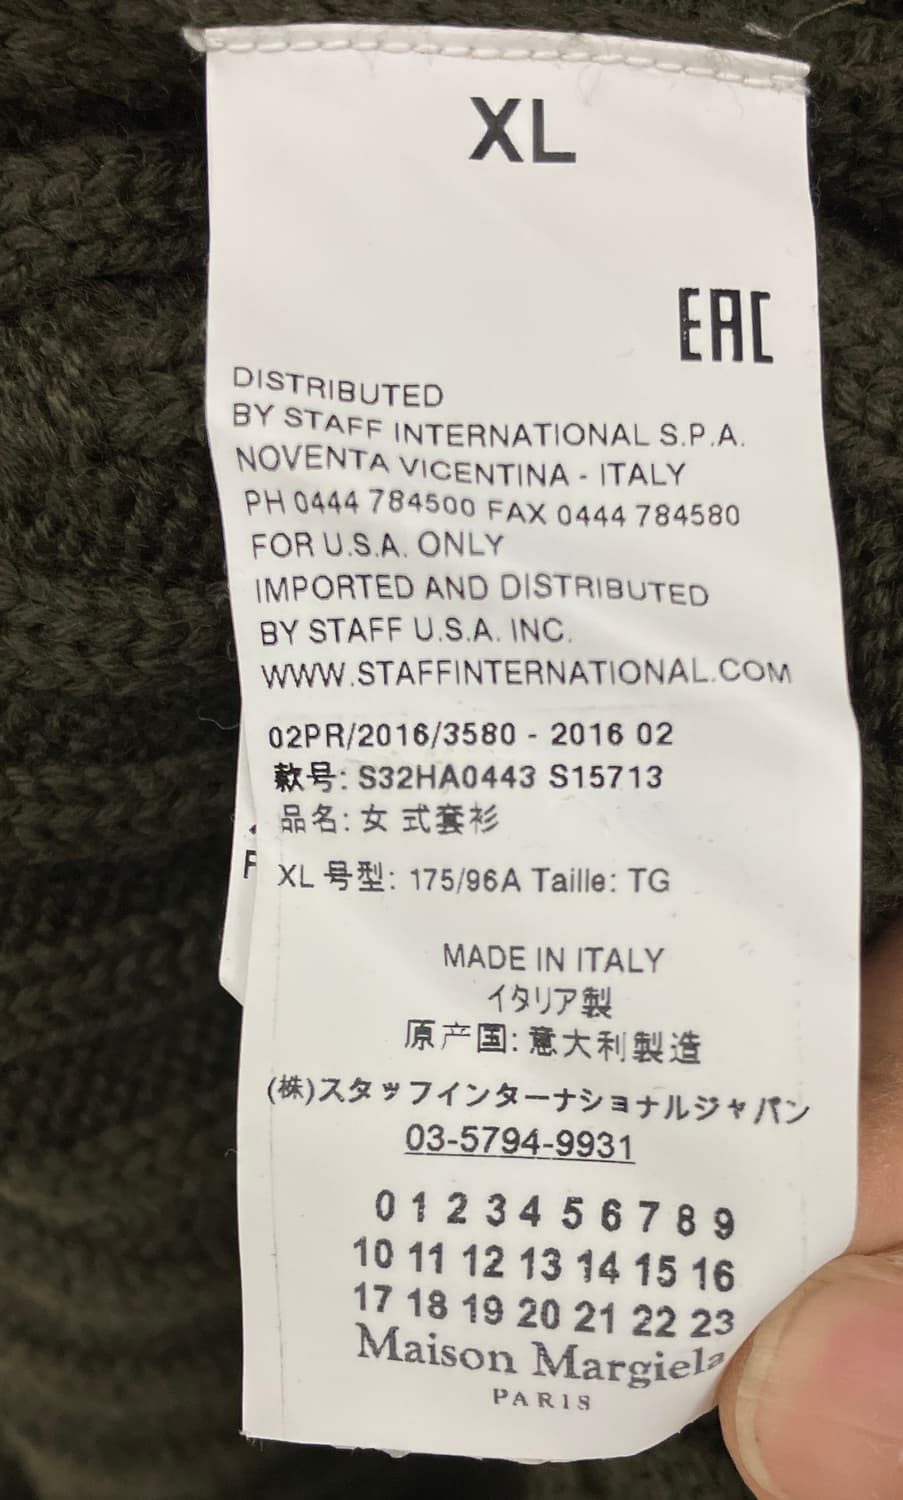 XL
EAC
DISTRIBUTED
BY STAFF INTERNATIONAL S.P.A.
NOVENTA VICENTINA - ITALY
PH 0444 784500 FAX 0444 784580
FOR U.S.A. ONLY
IMPORTED AND DISTRIBUTED
BY STAFF U.S.A. INC.
WWW.STAFFINTERNATIONAL.COM
02PR/2016/3580 - 2016 02
款号: S32HA0443 S15713
品名: 女 式套衫
F
XL 号型: 175/96A Taille: TG
MADE IN ITALY
イタリア製
原产国: 意大利製造
(株)スタッフインターナショナルジャパン
03-5794-9931
0 1 2 3 4 5 6 7 8 9
10 11 12 13 14 15 16
17 18 19 20 21 22 23
Maison Margiela
PARIS